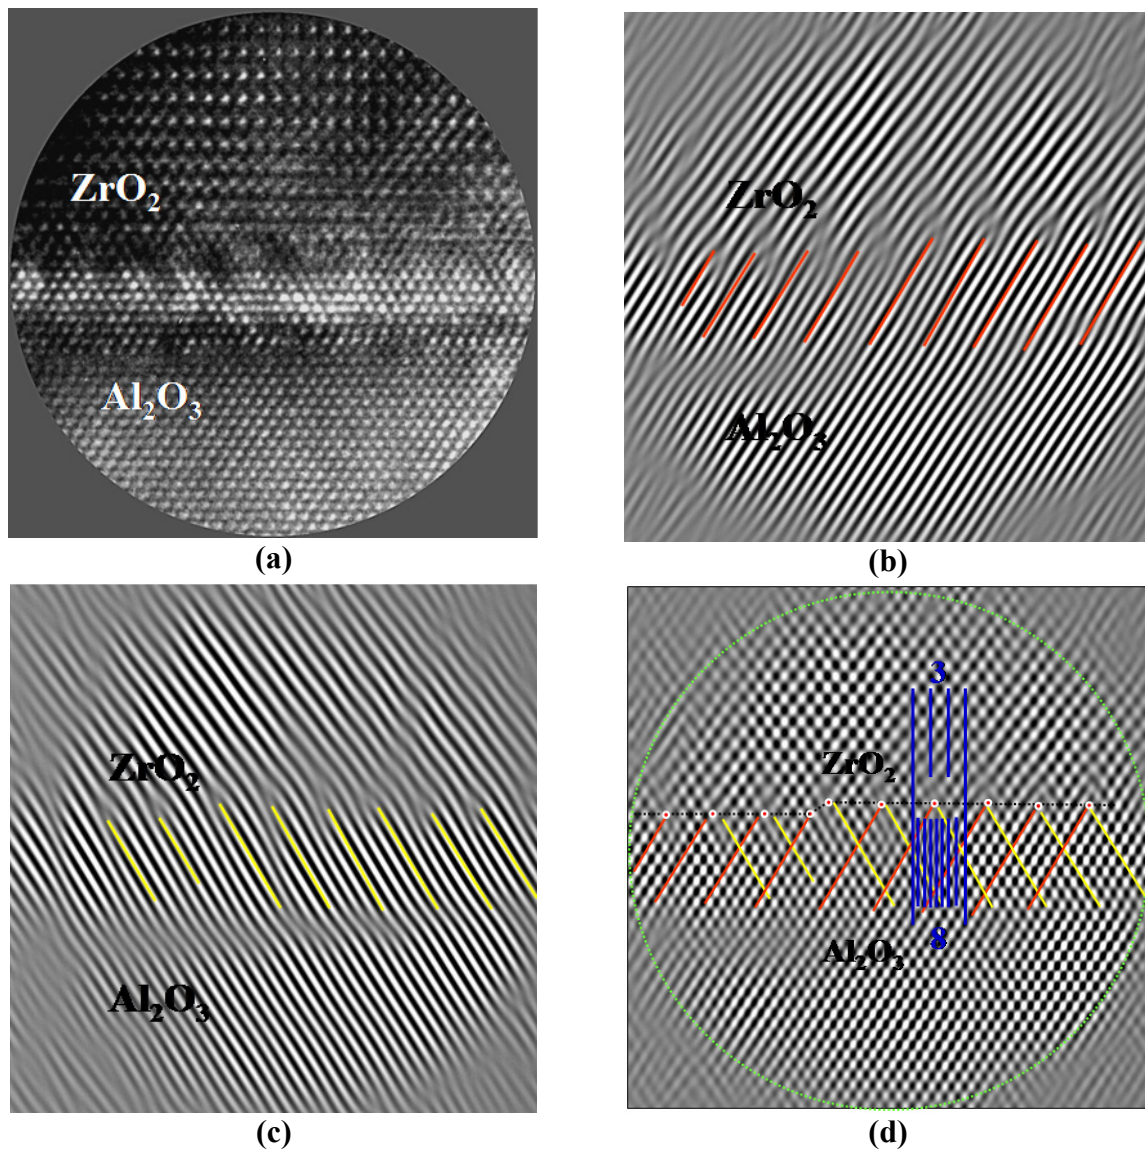 ZrO₂
Al₂O₃
(a)
ZrO₂
Al₂O₃
(b)
ZrO₂
Al₂O₃
(c)
3
ZrO₂
8
Al₂O₃
(d)